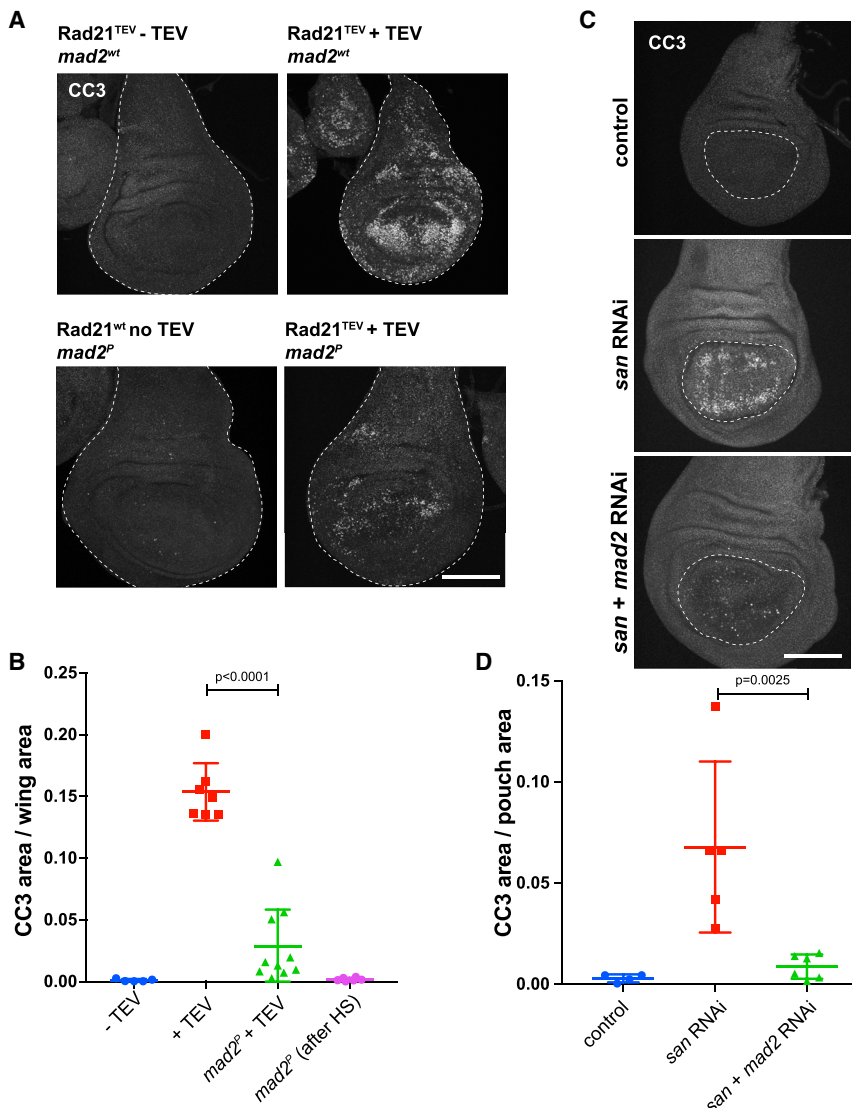 A
Rad21ᵀᴱⱽ - TEV
mad2ʷᵗ
Rad21ᵀᴱⱽ + TEV
mad2ʷᵗ
CC3
Rad21ʷᵗ no TEV
mad2ᴾ
Rad21ᵀᴱⱽ + TEV
mad2ᴾ
C
CC3
control
san RNAi
san + mad2 RNAi
B
CC3 area / wing area
0.25
0.20
0.15
0.10
0.05
0.00
p<0.0001
- TEV
+ TEV
mad2ᴾ + TEV
mad2ᴾ (after HS)
D
CC3 area / pouch area
0.15
0.10
0.05
0.00
p=0.0025
control
san RNAi
san + mad2 RNAi